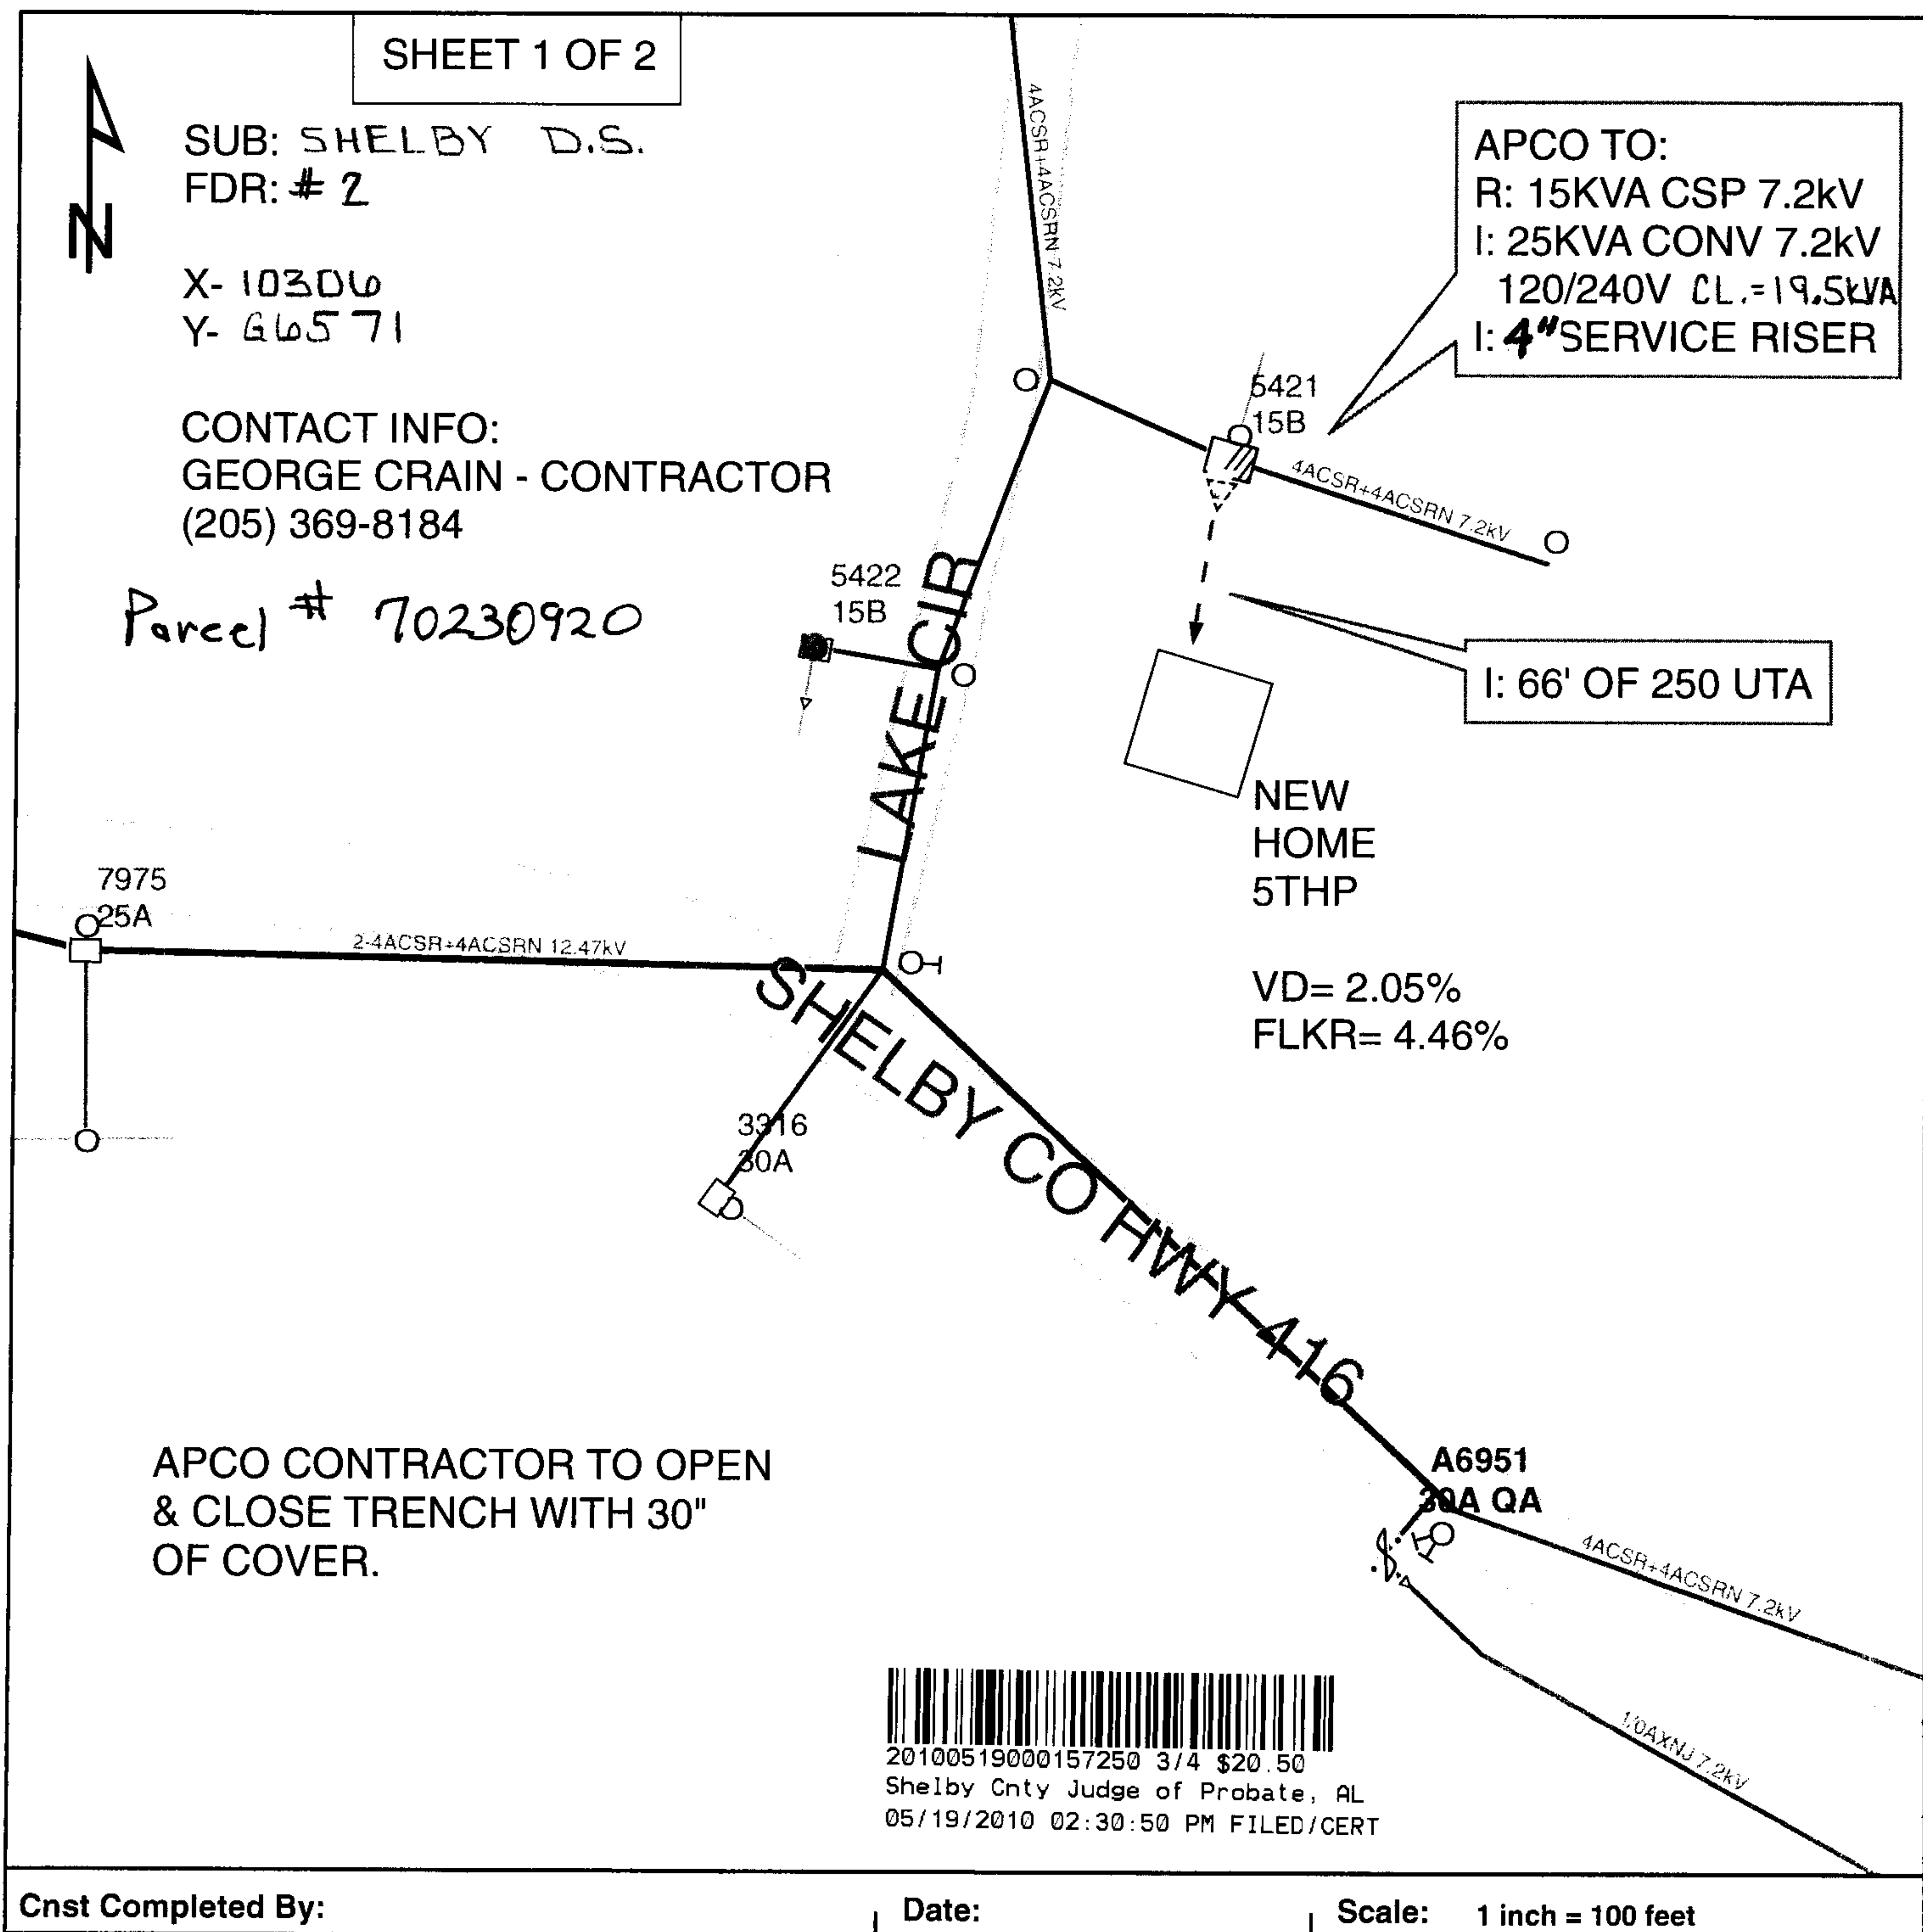 SHEET 1 OF 2
N
SUB: SHELBY D.S.
FDR: # 2
X- 10306
Y- G6571
CONTACT INFO:
GEORGE CRAIN - CONTRACTOR
(205) 369-8184
Parcel # 70230920
4ACSR+4ACSRN 7.2kV
APCO TO:
R: 15KVA CSP 7.2kV
I: 25KVA CONV 7.2kV
120/240V CL.=19.5kVA
I: 4" SERVICE RISER
5421
15B
4ACSR+4ACSRN 7.2kV
5422
15B
LAKE CIR
I: 66' OF 250 UTA
NEW
HOME
5THP
VD= 2.05%
FLKR= 4.46%
7975
25A
2-4ACSR+4ACSRN 12.47kV
SHELBY CO HWY 416
3316
30A
APCO CONTRACTOR TO OPEN
& CLOSE TRENCH WITH 30"
OF COVER.
A6951
30A QA
4ACSR+4ACSRN 7.2kV
1/0AXNJ 7.2kV
20100519000157250 3/4 $20.50
Shelby Cnty Judge of Probate, AL
05/19/2010 02:30:50 PM FILED/CERT
Cnst Completed By:
Date:
Scale: 1 inch = 100 feet